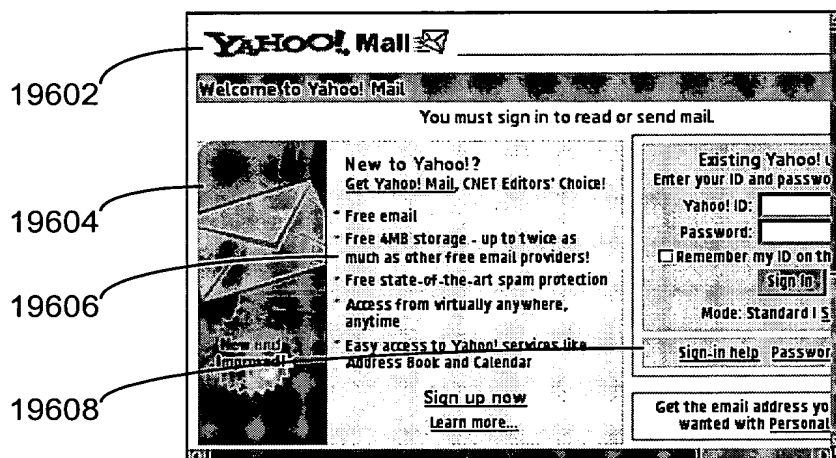 YAHOO! Mail
19602
Welcome to Yahoo! Mail
You must sign in to read or send mail.
19604
New to Yahoo!?
Get Yahoo! Mail, CNET Editors' Choice!
* Free email
* Free 4MB storage - up to twice as
much as other free email providers!
* Free state-of-the-art spam protection
* Access from virtually anywhere,
anytime
* Easy access to Yahoo! services like
Address Book and Calendar
Sign up now
Learn more...
19606
New and
Improved!
19608
Existing Yahoo! u
Enter your ID and passwo
Yahoo! ID:
Password:
Remember my ID on th
Sign In
Mode: Standard | S
Sign-in help Passwor
Get the email address yo
wanted with Personal